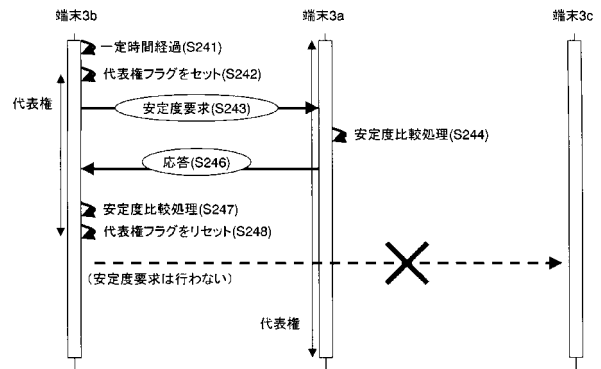 端末3b
端末3a
端末3c
一定時間経過(S241)
代表権フラグをセット(S242)
代表権
安定度要求(S243)
安定度比較処理(S244)
応答(S246)
安定度比較処理(S247)
代表権フラグをリセット(S248)
(安定度要求は行わない)
代表権